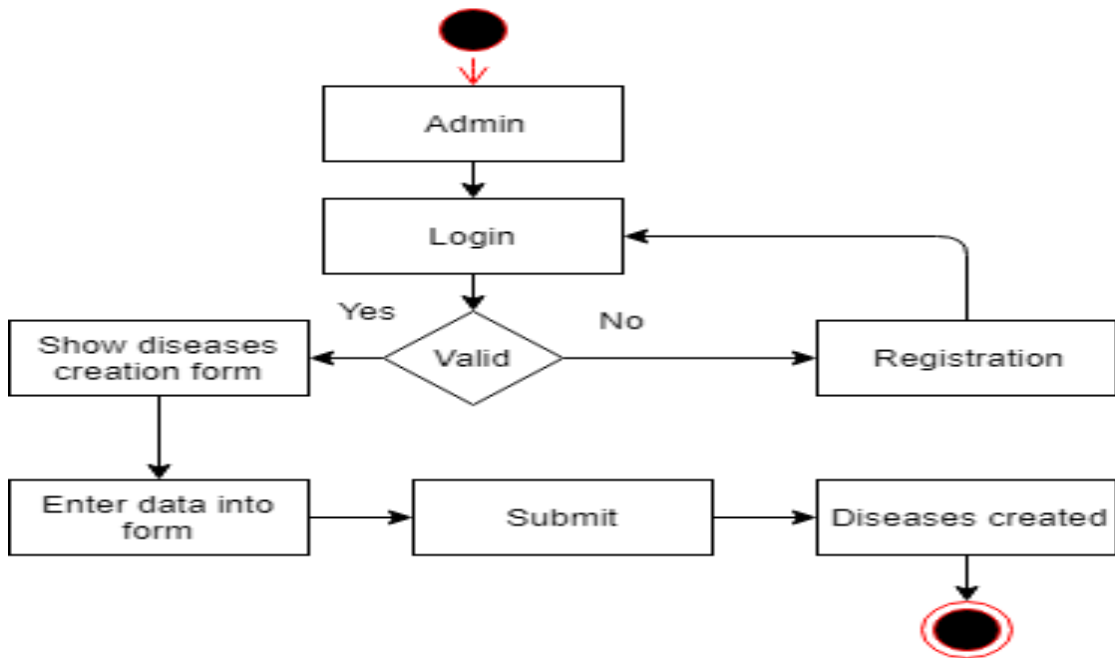 Admin
Login
Yes
No
Show diseases
creation form
Valid
Registration
Enter data into
form
Submit
Diseases created